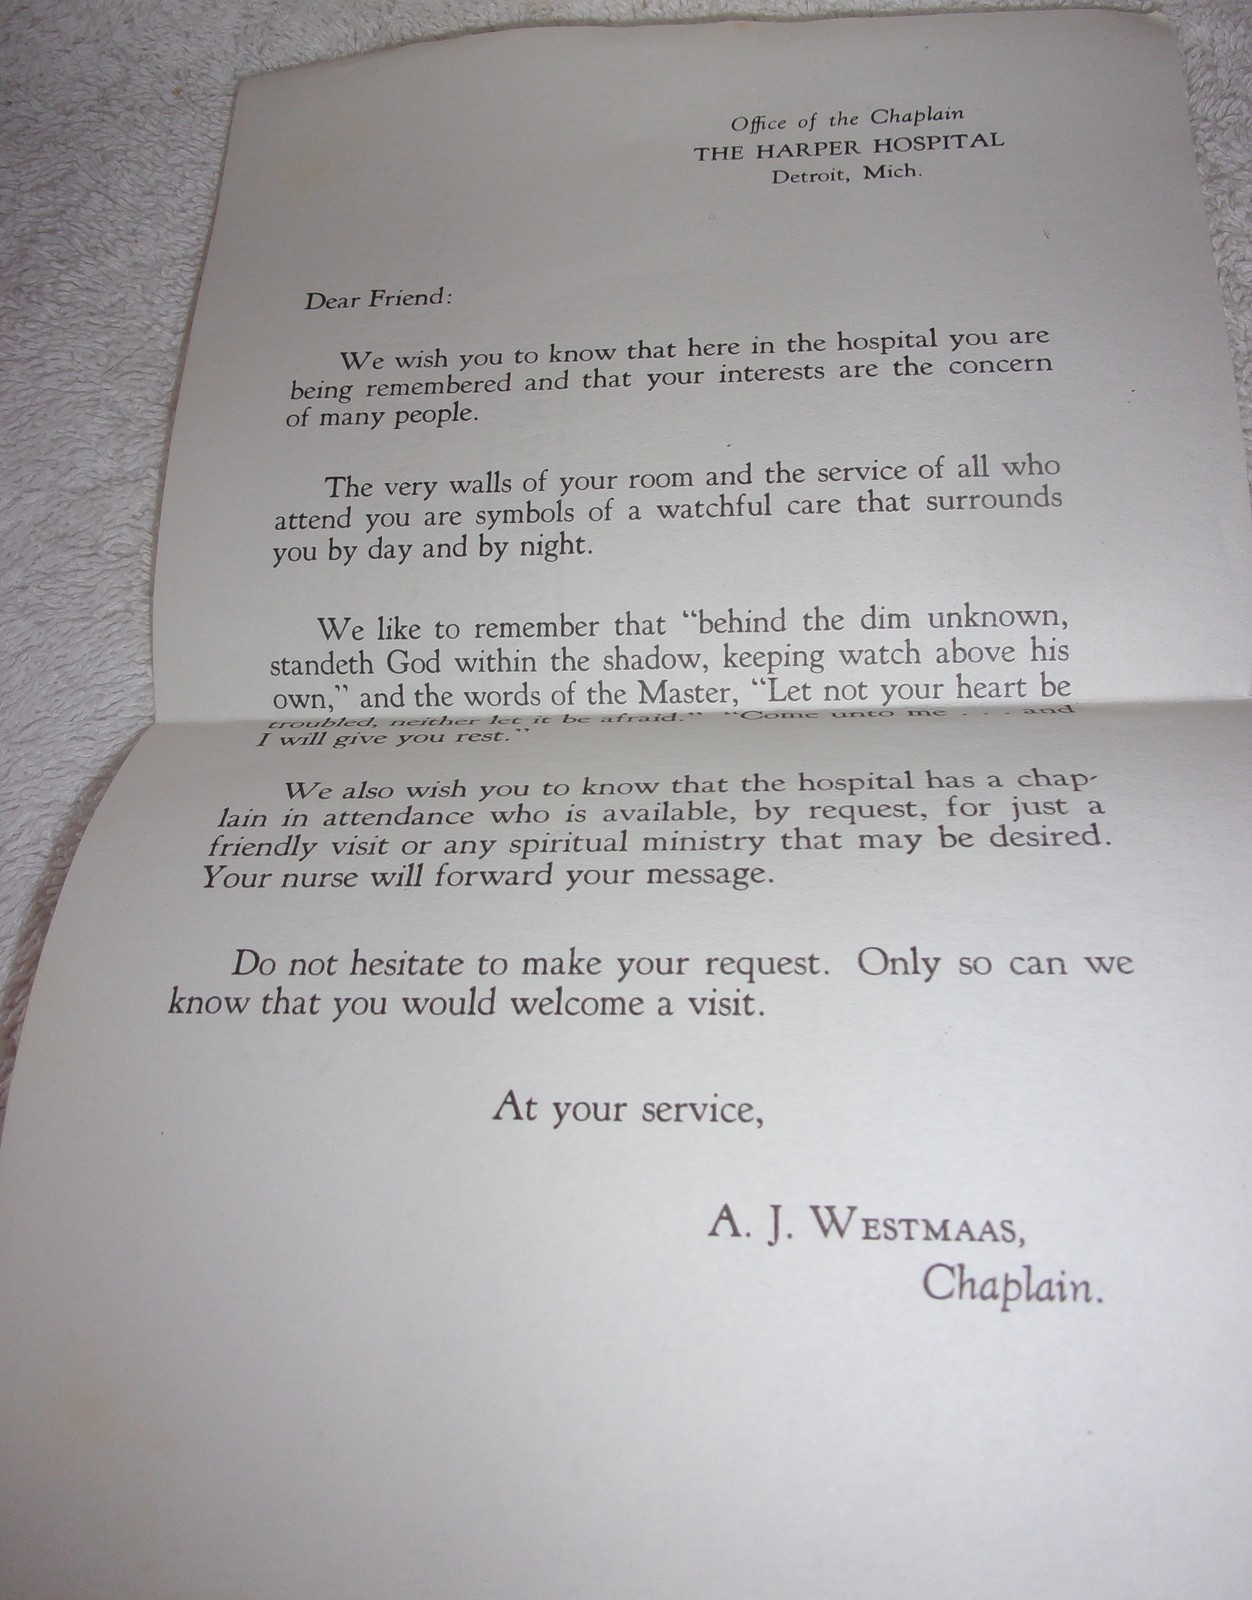 Office of the Chaplain
THE HARPER HOSPITAL
Detroit, Mich.
Dear Friend:
We wish you to know that here in the hospital you are
being remembered and that your interests are the concern
of many people.
The very walls of your room and the service of all who
attend you are symbols of a watchful care that surrounds
you by day and by night.
We like to remember that “behind the dim unknown,
standeth God within the shadow, keeping watch above his
own,” and the words of the Master, “Let not your heart be
troubled, neither let it be afraid.” “Come unto me . . . and
I will give you rest.”
We also wish you to know that the hospital has a chap-
lain in attendance who is available, by request, for just a
friendly visit or any spiritual ministry that may be desired.
Your nurse will forward your message.
Do not hesitate to make your request. Only so can we
know that you would welcome a visit.
At your service,
A. J. WESTMAAS,
Chaplain.